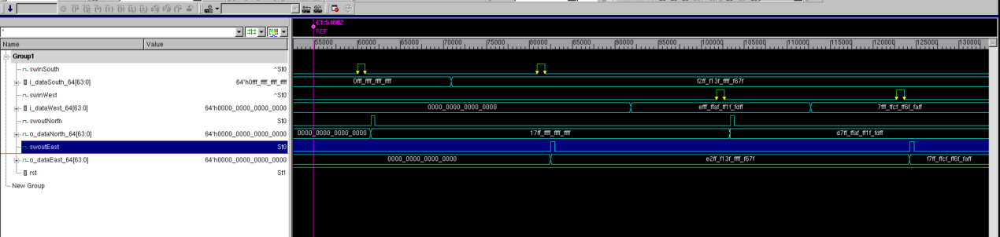 C1:54802
REF
Name Value
55000 60000 65000 70000 75000 80000 85000 90000 95000 100000 105000 110000 115000 120000 125000 130000
Group1
swinSouth ^St0
i_dataSouth_64[63:0] 64'h0fff_ffff_ffff_ffff 0fff_ffff_ffff_ffff f2ff_f13f_ffff_f67f
swinWest ^St0
i_dataWest_64[63:0] 64'h0000_0000_0000_0000 0000_0000_0000_0000 efff_ffaf_ff1f_fdff 7fff_ffcf_ff6f_faff
swoutNorth St0
o_dataNorth_64[63:0] 64'h0000_0000_0000_0000 0000_0000_0000_0000 17ff_ffff_ffff_ffff d7ff_ffaf_ff1f_fdff
swoutEast St0
o_dataEast_64[63:0] 64'h0000_0000_0000_0000 0000_0000_0000_0000 e2ff_f13f_ffff_f67f f7ff_ffcf_ff6f_faff
rst St1
New Group